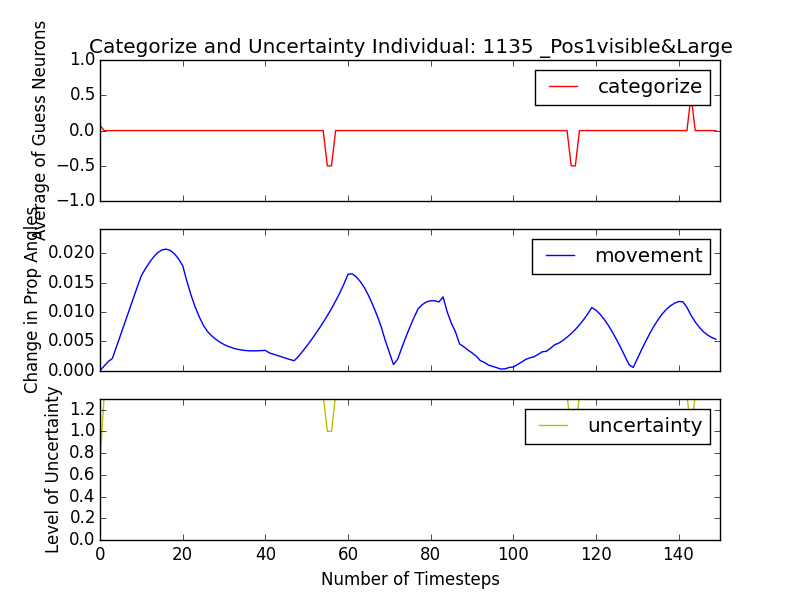 Categorize and Uncertainty Individual: 1135 _Pos1visible&Large
Average of Guess Neurons
1.0
0.5
0.0
−0.5
−1.0
categorize
Change in Prop Angles
0.020
0.015
0.010
0.005
0.000
movement
Level of Uncertainty
1.2
1.0
0.8
0.6
0.4
0.2
0.0
uncertainty
0 20 40 60 80 100 120 140
Number of Timesteps